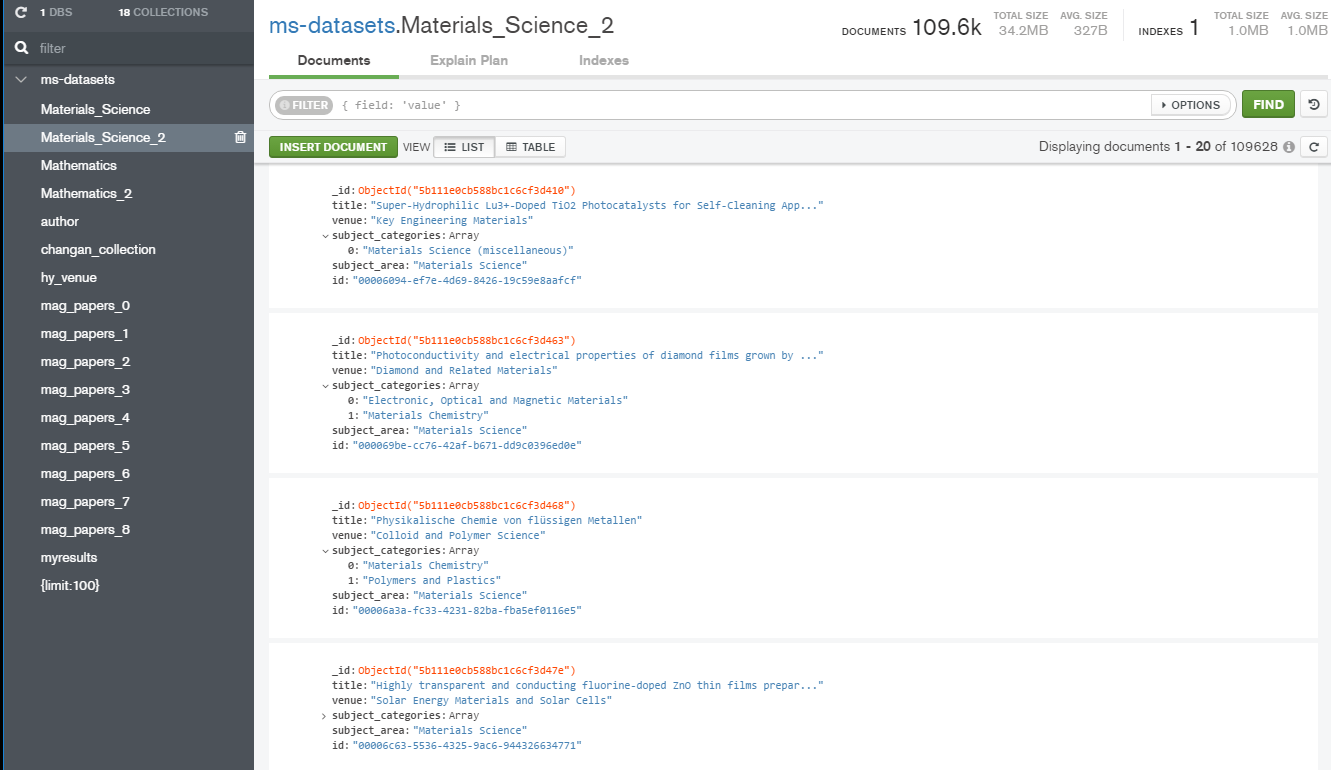 1 DBS 18 COLLECTIONS
filter
ms-datasets
Materials_Science
Materials_Science_2
Mathematics
Mathematics_2
author
changan_collection
hy_venue
mag_papers_0
mag_papers_1
mag_papers_2
mag_papers_3
mag_papers_4
mag_papers_5
mag_papers_6
mag_papers_7
mag_papers_8
myresults
{limit:100}
ms-datasets.Materials_Science_2
DOCUMENTS 109.6k TOTAL SIZE 34.2MB AVG. SIZE 327B INDEXES 1 TOTAL SIZE 1.0MB AVG. SIZE 1.0MB
Documents Explain Plan Indexes
FILTER { field: 'value' } OPTIONS FIND
INSERT DOCUMENT VIEW LIST TABLE Displaying documents 1 - 20 of 109628
_id: ObjectId("5b111e0cb588bc1c6cf3d410")
title: "Super-Hydrophilic Lu3+-Doped TiO2 Photocatalysts for Self-Cleaning App..."
venue: "Key Engineering Materials"
subject_categories: Array
0: "Materials Science (miscellaneous)"
subject_area: "Materials Science"
id: "00006094-ef7e-4d69-8426-19c59e8aafcf"
_id: ObjectId("5b111e0cb588bc1c6cf3d463")
title: "Photoconductivity and electrical properties of diamond films grown by ..."
venue: "Diamond and Related Materials"
subject_categories: Array
0: "Electronic, Optical and Magnetic Materials"
1: "Materials Chemistry"
subject_area: "Materials Science"
id: "000069be-cc76-42af-b671-dd9c0396ed0e"
_id: ObjectId("5b111e0cb588bc1c6cf3d468")
title: "Physikalische Chemie von flüssigen Metallen"
venue: "Colloid and Polymer Science"
subject_categories: Array
0: "Materials Chemistry"
1: "Polymers and Plastics"
subject_area: "Materials Science"
id: "00006a3a-fc33-4231-82ba-fba5ef0116e5"
_id: ObjectId("5b111e0cb588bc1c6cf3d47e")
title: "Highly transparent and conducting fluorine-doped ZnO thin films prepar..."
venue: "Solar Energy Materials and Solar Cells"
subject_categories: Array
subject_area: "Materials Science"
id: "00006c63-5536-4325-9ac6-944326634771"